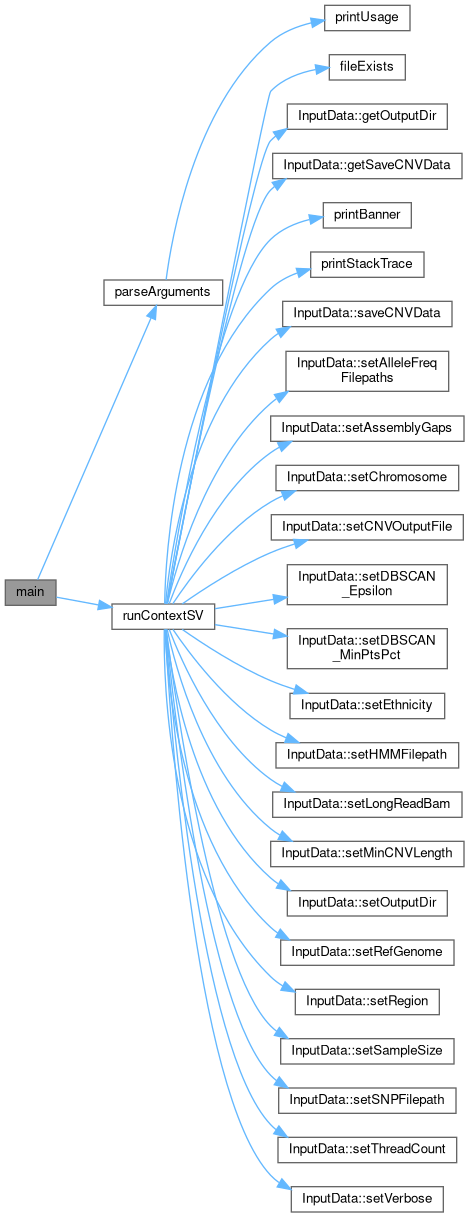 printUsage
fileExists
InputData::getOutputDir
InputData::getSaveCNVData
printBanner
parseArguments
printStackTrace
InputData::saveCNVData
InputData::setAlleleFreq
Filepaths
InputData::setAssemblyGaps
InputData::setChromosome
InputData::setCNVOutputFile
main
InputData::setDBSCAN
_Epsilon
runContextSV
InputData::setDBSCAN
_MinPtsPct
InputData::setEthnicity
InputData::setHMMFilepath
InputData::setLongReadBam
InputData::setMinCNVLength
InputData::setOutputDir
InputData::setRefGenome
InputData::setRegion
InputData::setSampleSize
InputData::setSNPFilepath
InputData::setThreadCount
InputData::setVerbose